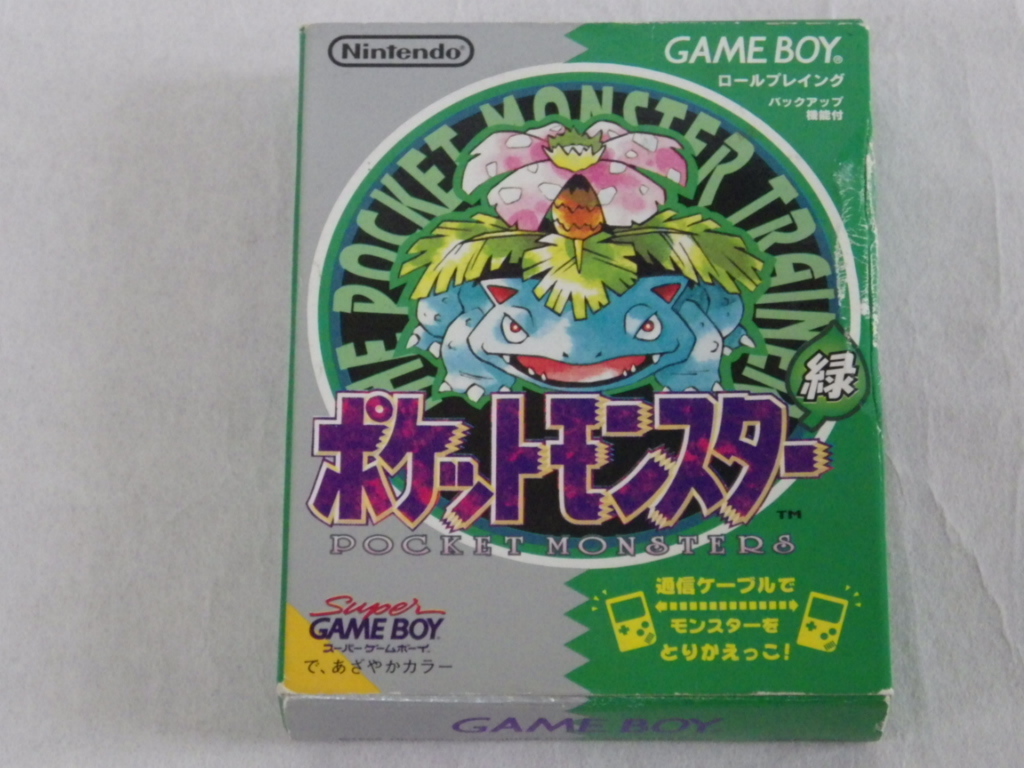 Nintendo®
GAME BOY®
ロールプレイング
バックアップ
機能付
POCKET MONSTER TRAINER
緑
ポケットモンスター
TM
POCKET MONSTERS
通信ケーブルで
モンスターを
とりかえっこ!
Super
GAME BOY
スーパーゲームボーイ
で、あざやかカラー
GAME BOY